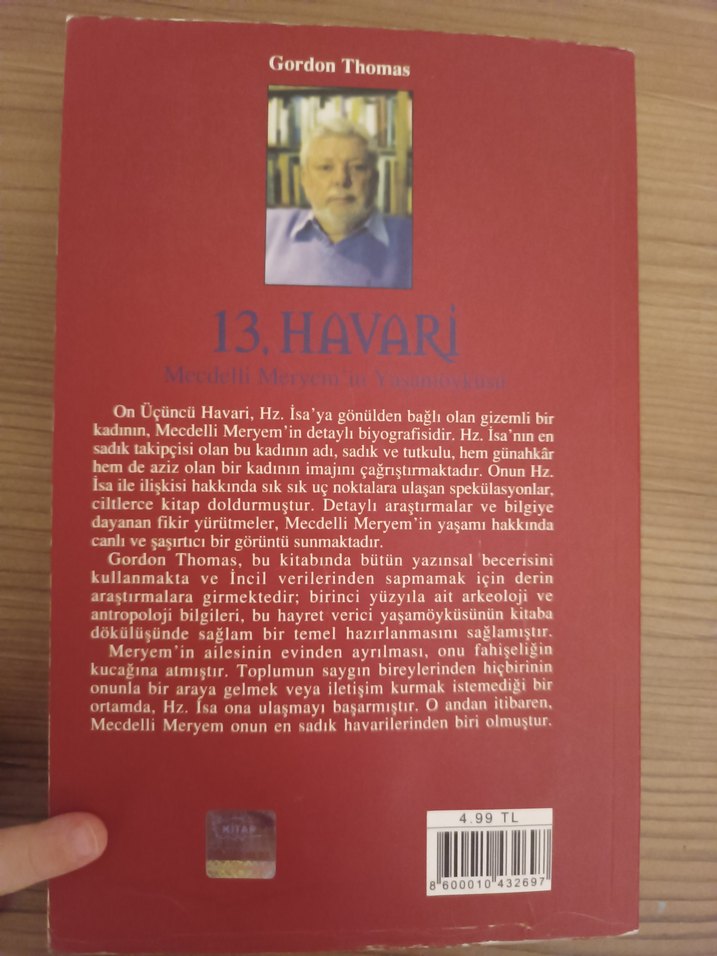 Gordon Thomas
13. HAVARİ
Mecdelli Meryem'in Yaşamöyküsü
On Üçüncü Havari, Hz. İsa'ya gönülden bağlı olan gizemli bir
kadının, Mecdelli Meryem'in detaylı biyografisidir. Hz. İsa'nın en
sadık takipçisi olan bu kadının adı, sadık ve tutkulu, hem günahkâr
hem de aziz olan bir kadının imajını çağrıştırmaktadır. Onun Hz.
İsa ile ilişkisi hakkında sık sık uç noktalara ulaşan spekülasyonlar,
ciltlerce kitap doldurmuştur. Detaylı araştırmalar ve bilgiye
dayanan fikir yürütmeler, Mecdelli Meryem'in yaşamı hakkında
canlı ve şaşırtıcı bir görüntü sunmaktadır.
Gordon Thomas, bu kitabında bütün yazınsal becerisini
kullanmakta ve İncil verilerinden sapmamak için derin
araştırmalara girmektedir; birinci yüzyıla ait arkeoloji ve
antropoloji bilgileri, bu hayret verici yaşamöyküsünün kitaba
dökülüşünde sağlam bir temel hazırlanmasını sağlamıştır.
Meryem'in ailesinin evinden ayrılması, onu fahişeliğin
kucağına atmıştır. Toplumun saygın bireylerinden hiçbirinin
onunla bir araya gelmek veya iletişim kurmak istemediği bir
ortamda, Hz. İsa ona ulaşmayı başarmıştır. O andan itibaren,
Mecdelli Meryem onun en sadık havarilerinden biri olmuştur.
KİTAP
4.99 TL
8 600010 432697